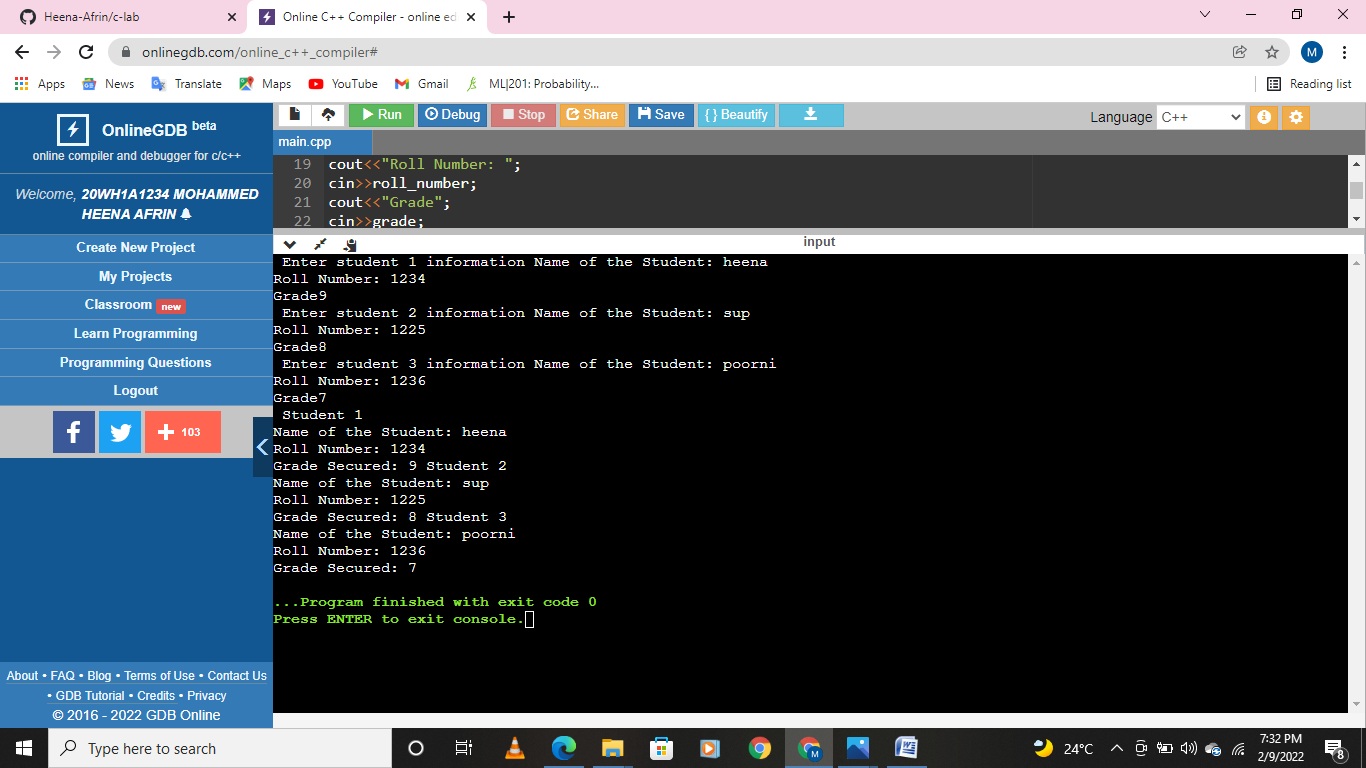 Heena-Afrin/c-lab
Online C++ Compiler - online ed
onlinegdb.com/online_c++_compiler#
M
Apps News Translate Maps YouTube Gmail ML|201: Probability... Reading list
OnlineGDB beta
online compiler and debugger for c/c++
Welcome, 20WH1A1234 MOHAMMED
HEENA AFRIN
Create New Project
My Projects
Classroom new
Learn Programming
Programming Questions
Logout
103
About • FAQ • Blog • Terms of Use • Contact Us
• GDB Tutorial • Credits • Privacy
© 2016 - 2022 GDB Online
Run Debug Stop Share Save { } Beautify
Language C++
main.cpp
19 cout<<"Roll Number: ";
20 cin>>roll_number;
21 cout<<"Grade";
22 cin>>grade;
input
Enter student 1 information Name of the Student: heena
Roll Number: 1234
Grade9
Enter student 2 information Name of the Student: sup
Roll Number: 1225
Grade8
Enter student 3 information Name of the Student: poorni
Roll Number: 1236
Grade7
Student 1
Name of the Student: heena
Roll Number: 1234
Grade Secured: 9 Student 2
Name of the Student: sup
Roll Number: 1225
Grade Secured: 8 Student 3
Name of the Student: poorni
Roll Number: 1236
Grade Secured: 7
...Program finished with exit code 0
Press ENTER to exit console.
Type here to search
24°C
7:32 PM
2/9/2022
8